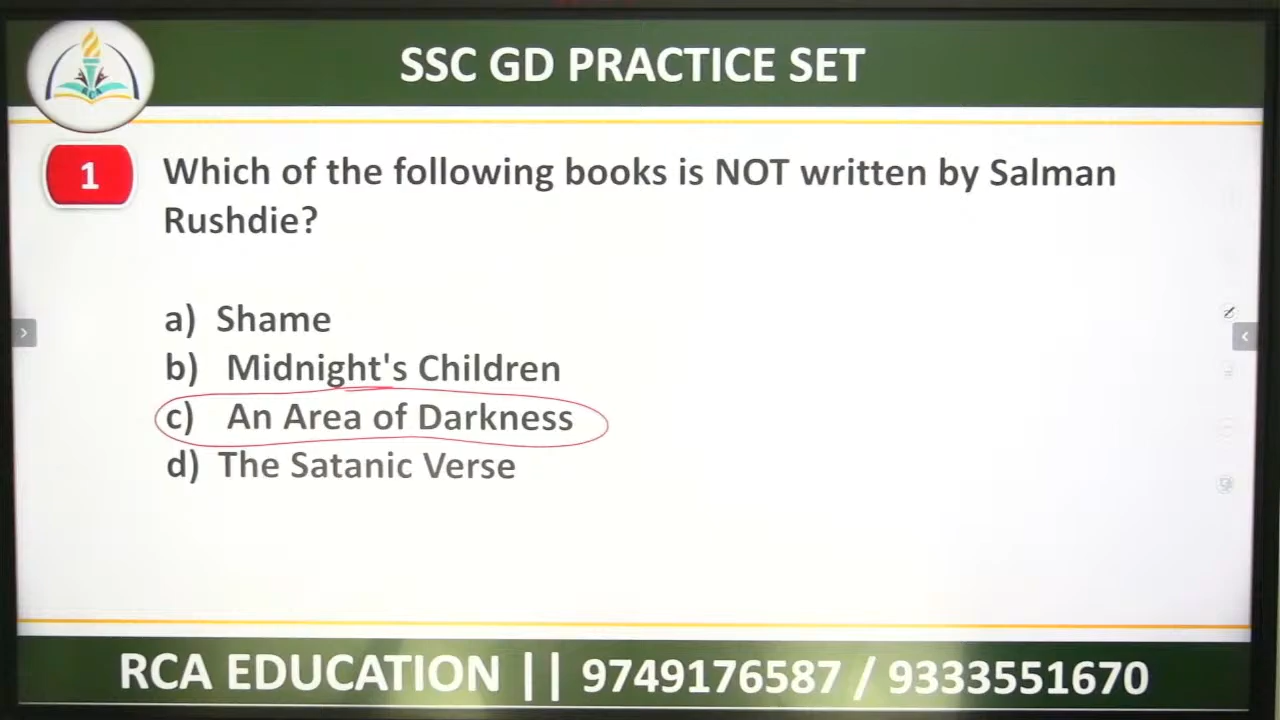 SSC GD PRACTICE SET
1
Which of the following books is NOT written by Salman
Rushdie?
a) Shame
b) Midnight's Children
c) An Area of Darkness
d) The Satanic Verse
RCA EDUCATION || 9749176587 / 9333551670